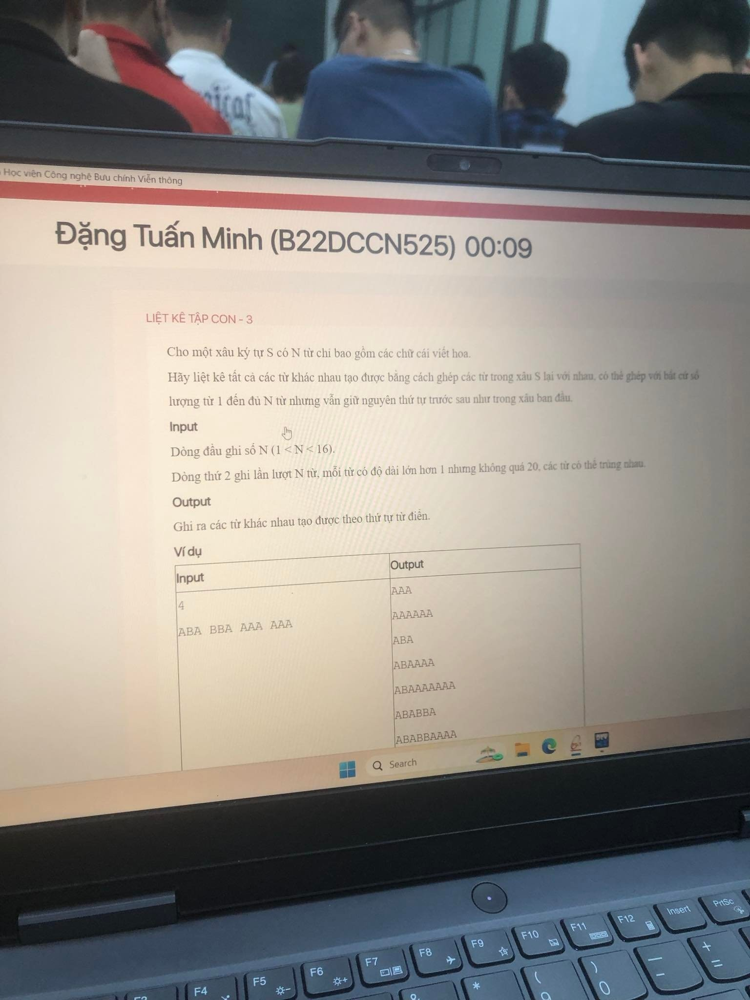 Học viện Công nghệ Bưu chính Viễn thông
Đặng Tuấn Minh (B22DCCN525) 00:09
LIỆT KÊ TẬP CON - 3
Cho một xâu ký tự S có N từ chỉ bao gồm các chữ cái viết hoa.
Hãy liệt kê tất cả các từ khác nhau tạo được bằng cách ghép các từ trong xâu S lại với nhau, có thể ghép với bất cứ số
lượng từ 1 đến đủ N từ nhưng vẫn giữ nguyên thứ tự trước sau như trong xâu ban đầu.
Input
Dòng đầu ghi số N (1 < N < 16).
Dòng thứ 2 ghi lần lượt N từ, mỗi từ có độ dài lớn hơn 1 nhưng không quá 20, các từ có thể trùng nhau.
Output
Ghi ra các từ khác nhau tạo được theo thứ tự từ điển.
Ví dụ
Input Output
4
ABA BBA AAA AAA
AAA
AAAAAA
ABA
ABAAAA
ABAAAAAAA
ABABBA
ABABBAAAA
Search
DEV
F4
F5
F6
F7
F8
F9
F10
F11
F12
Insert
PrtSc
*
(
9
)
0
—
-
+
=